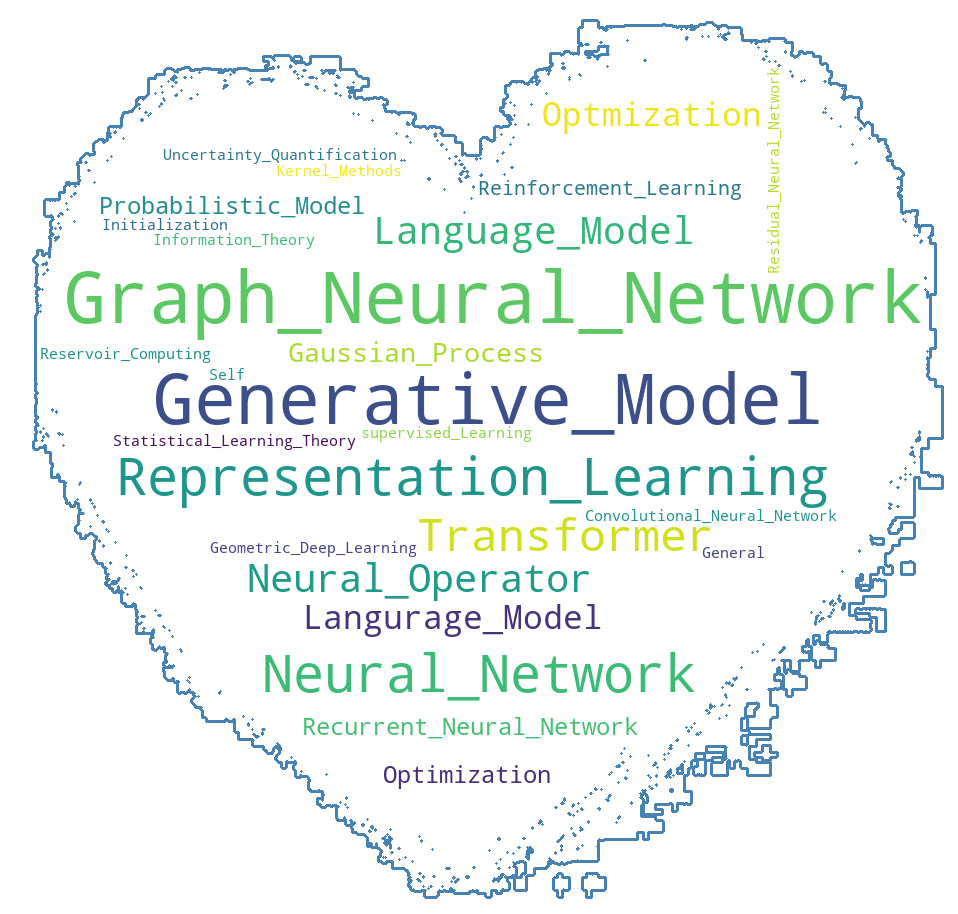 Optmization
Residual_Neural_Network
Uncertainty_Quantification
Kernel_Methods
Reinforcement_Learning
Probabilistic_Model
Initialization
Language_Model
Information_Theory
Graph_Neural_Network
Reservoir_Computing
Gaussian_Process
Self
Generative_Model
Statistical_Learning_Theory
supervised_Learning
Representation_Learning
Convolutional_Neural_Network
Transformer
Geometric_Deep_Learning
General
Neural_Operator
Langurage_Model
Neural_Network
Recurrent_Neural_Network
Optimization